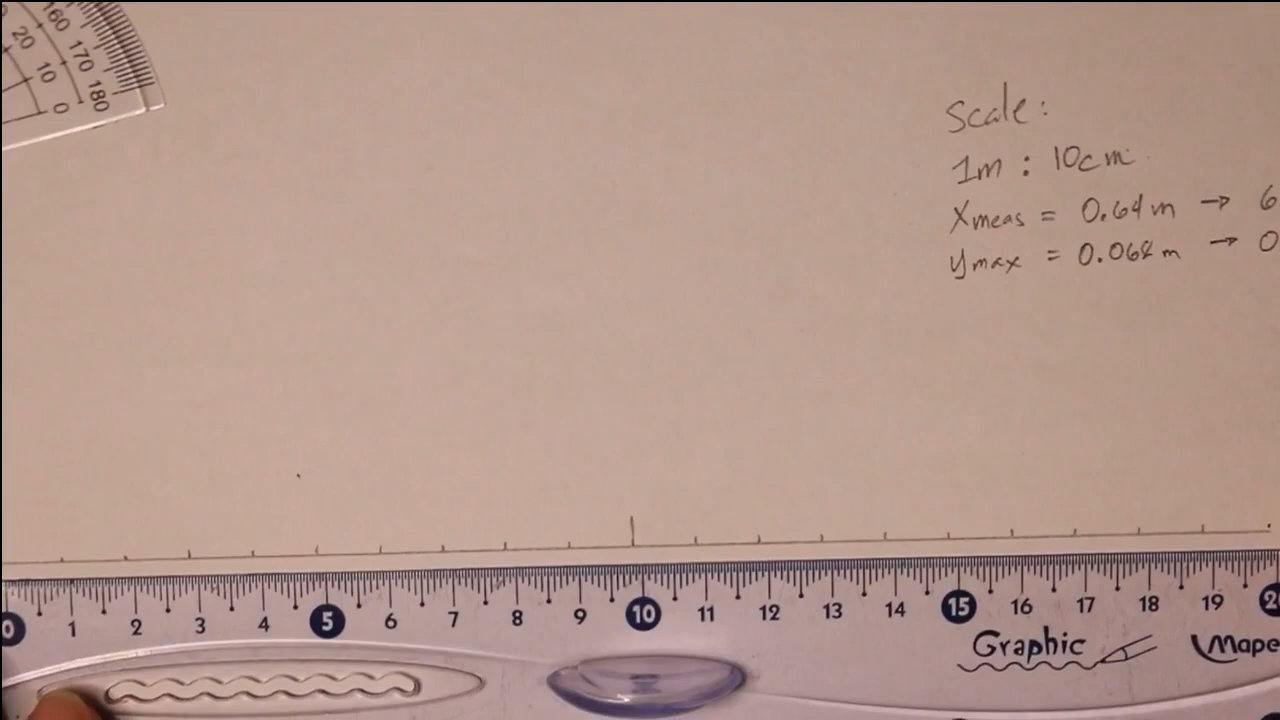 160
20 170
10 180
0
Scale:
1m : 10cm
Xmeas = 0.64m → 6
ymax = 0.068m → 0
0 1 2 3 4 5 6 7 8 9 10 11 12 13 14 15 16 17 18 19 2
Graphic Mape